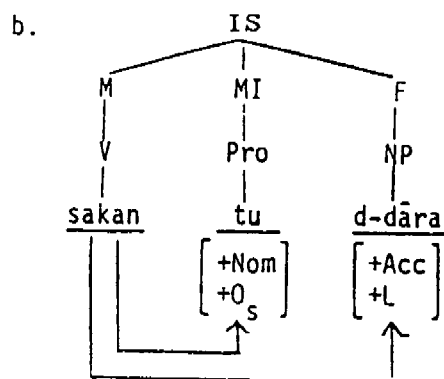 b. IS
M MI F
V Pro NP
sakan tu d-dāra
+Nom +Acc
+Os +L